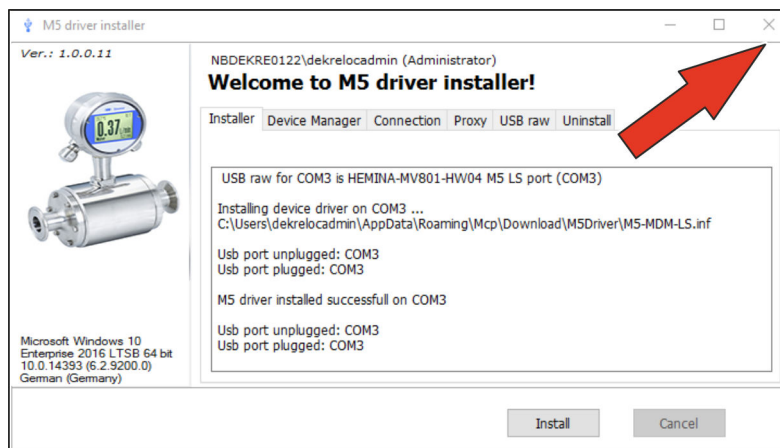 M5 driver installer
Ver.: 1.0.0.11
NBDEKRE0122\dekrelocadmin (Administrator)
Welcome to M5 driver installer!
Installer Device Manager Connection Proxy USB raw Uninstall
0.37
USB raw for COM3 is HEMINA-MV801-HW04 M5 LS port (COM3)
Installing device driver on COM3 ...
C:\Users\dekrelocadmin\AppData\Roaming\Mcp\Download\M5Driver\M5-MDM-LS.inf
Usb port unplugged: COM3
Usb port plugged: COM3
M5 driver installed successfull on COM3
Usb port unplugged: COM3
Usb port plugged: COM3
Microsoft Windows 10
Enterprise 2016 LTSB 64 bit
10.0.14393 (6.2.9200.0)
German (Germany)
Install Cancel